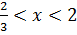 2/3 < x < 2